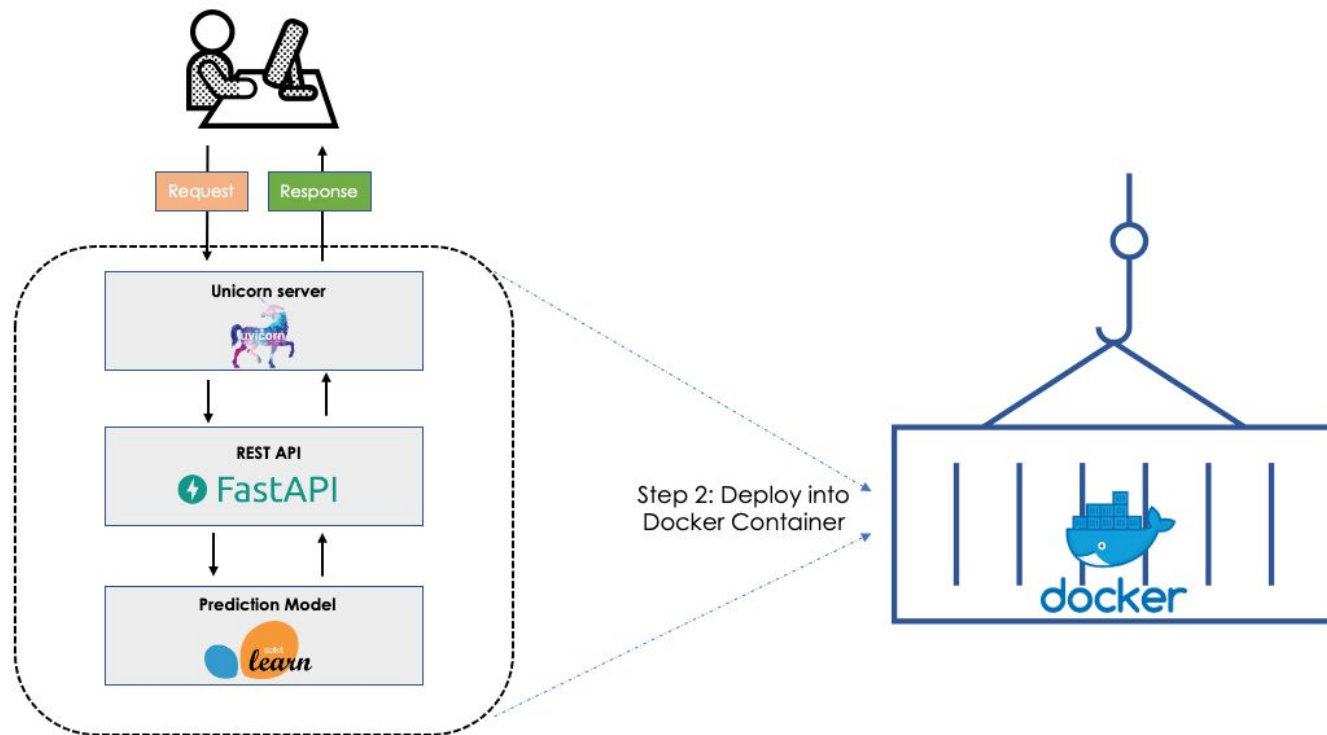 Request
Response
Unicorn server
uvicorn
REST API
FastAPI
Prediction Model
scikit
learn
Step 2: Deploy into
Docker Container
docker